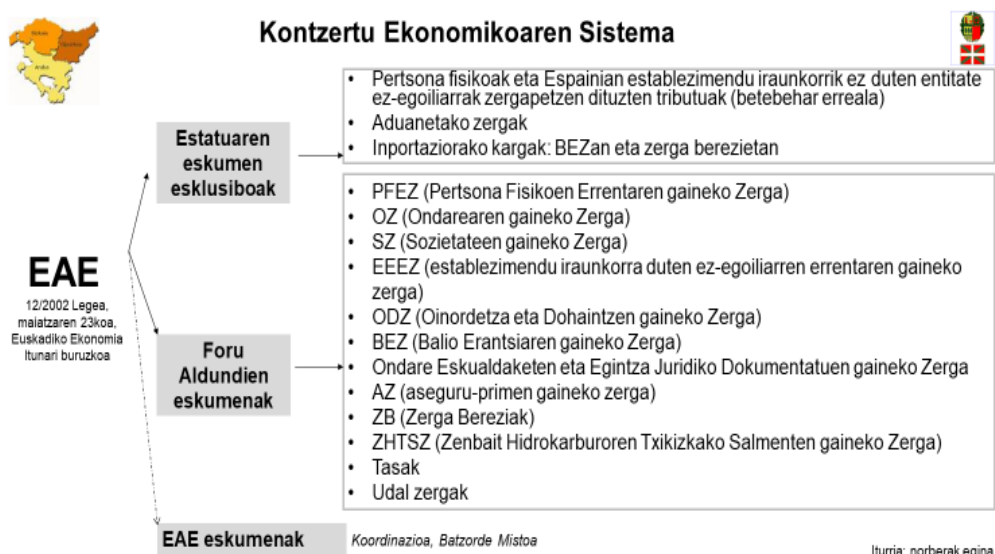 Kontzertu Ekonomikoaren Sistema
Bizkaia
Gipuzkoa
Araba
Estatuaren
eskumen
esklusiboak
• Pertsona fisikoak eta Espainian establezimendu iraunkorrik ez duten entitate
ez-egoiliarrak zergapetzen dituzten tributuak (betebehar erreala)
• Aduanetako zergak
• Inportaziorako kargak: BEZan eta zerga berezietan
EAE
12/2002 Legea,
maiatzaren 23koa,
Euskadiko Ekonomia
Itunari buruzkoa
Foru
Aldundien
eskumenak
• PFEZ (Pertsona Fisikoen Errentaren gaineko Zerga)
• OZ (Ondarearen gaineko Zerga)
• SZ (Sozietateen gaineko Zerga)
• EEEZ (establezimendu iraunkorra duten ez-egoiliarren errentaren gaineko
zerga)
• ODZ (Oinordetza eta Dohaintzen gaineko Zerga)
• BEZ (Balio Erantsiaren gaineko Zerga)
• Ondare Eskualdaketen eta Egintza Juridiko Dokumentatuen gaineko Zerga
• AZ (aseguru-primen gaineko zerga)
• ZB (Zerga Bereziak)
• ZHTSZ (Zenbait Hidrokarburoren Txikizkako Salmenten gaineko Zerga)
• Tasak
• Udal zergak
EAE eskumenak
Koordinazioa, Batzorde Mistoa
Iturria: norberak egina